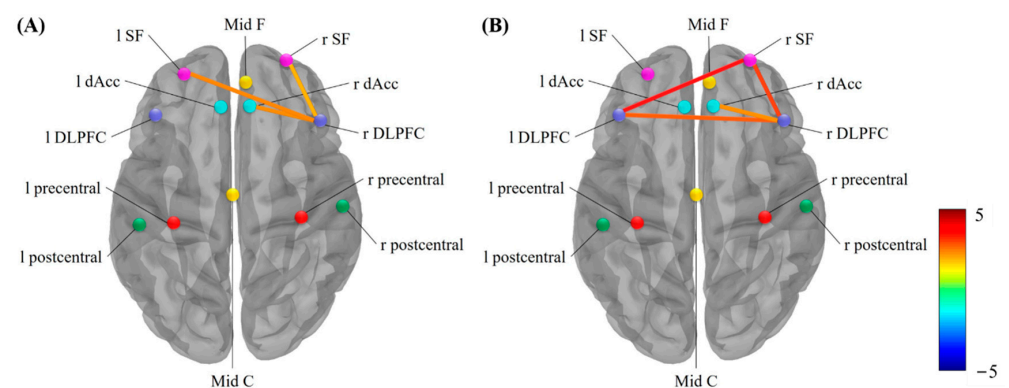 (A)
Mid F
l SF
r SF
l dAcc
r dAcc
l DLPFC
r DLPFC
l precentral
r precentral
l postcentral
r postcentral
Mid C
(B)
Mid F
l SF
r SF
l dAcc
r dAcc
l DLPFC
r DLPFC
l precentral
r precentral
l postcentral
r postcentral
Mid C
5
−5